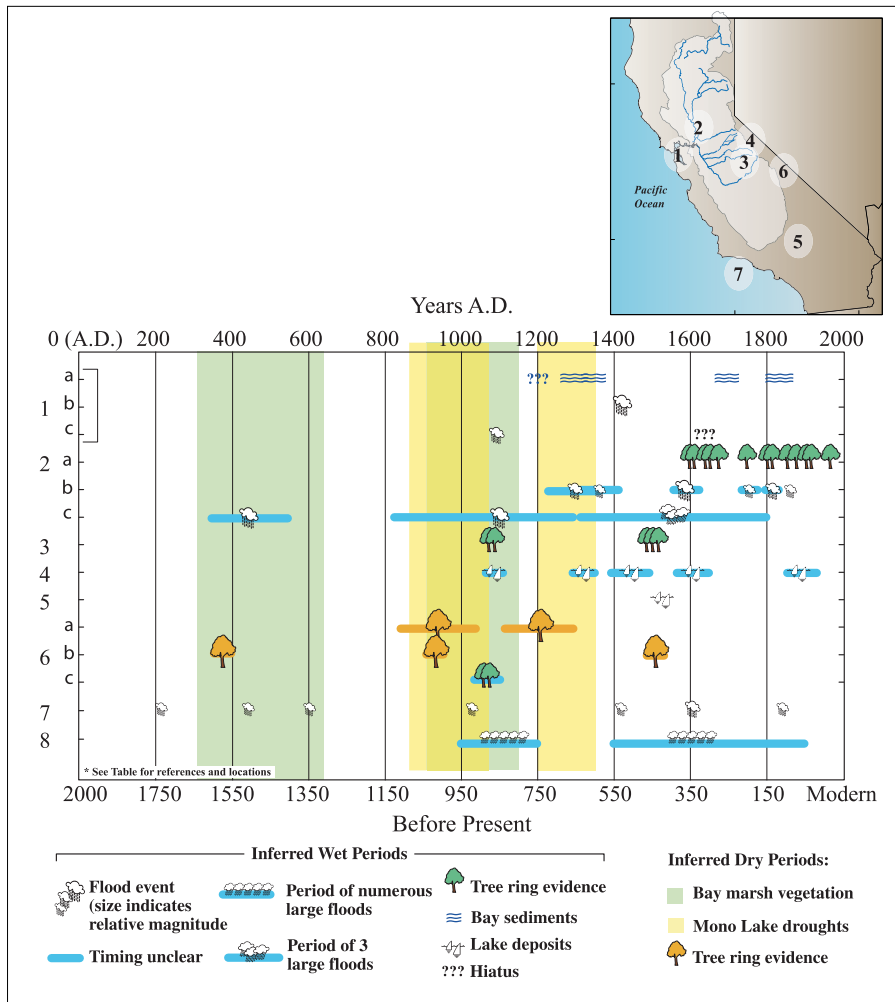 2
4
1
3
6
Pacific
Ocean
5
7
Years A.D.
0 (A.D.) 200 400 600 800 1000 1200 1400 1600 1800 2000
a ???
1 b
c ???
2 a
b
c
3
4
5
a
6 b
c
7
8
* See Table for references and locations
2000 1750 1550 1350 1150 950 750 550 350 150 Modern
Before Present
Inferred Wet Periods
Flood event
(size indicates
relative magnitude
Timing unclear
Period of numerous
large floods
Period of 3
large floods
Tree ring evidence
Bay sediments
Lake deposits
??? Hiatus
Inferred Dry Periods:
Bay marsh vegetation
Mono Lake droughts
Tree ring evidence